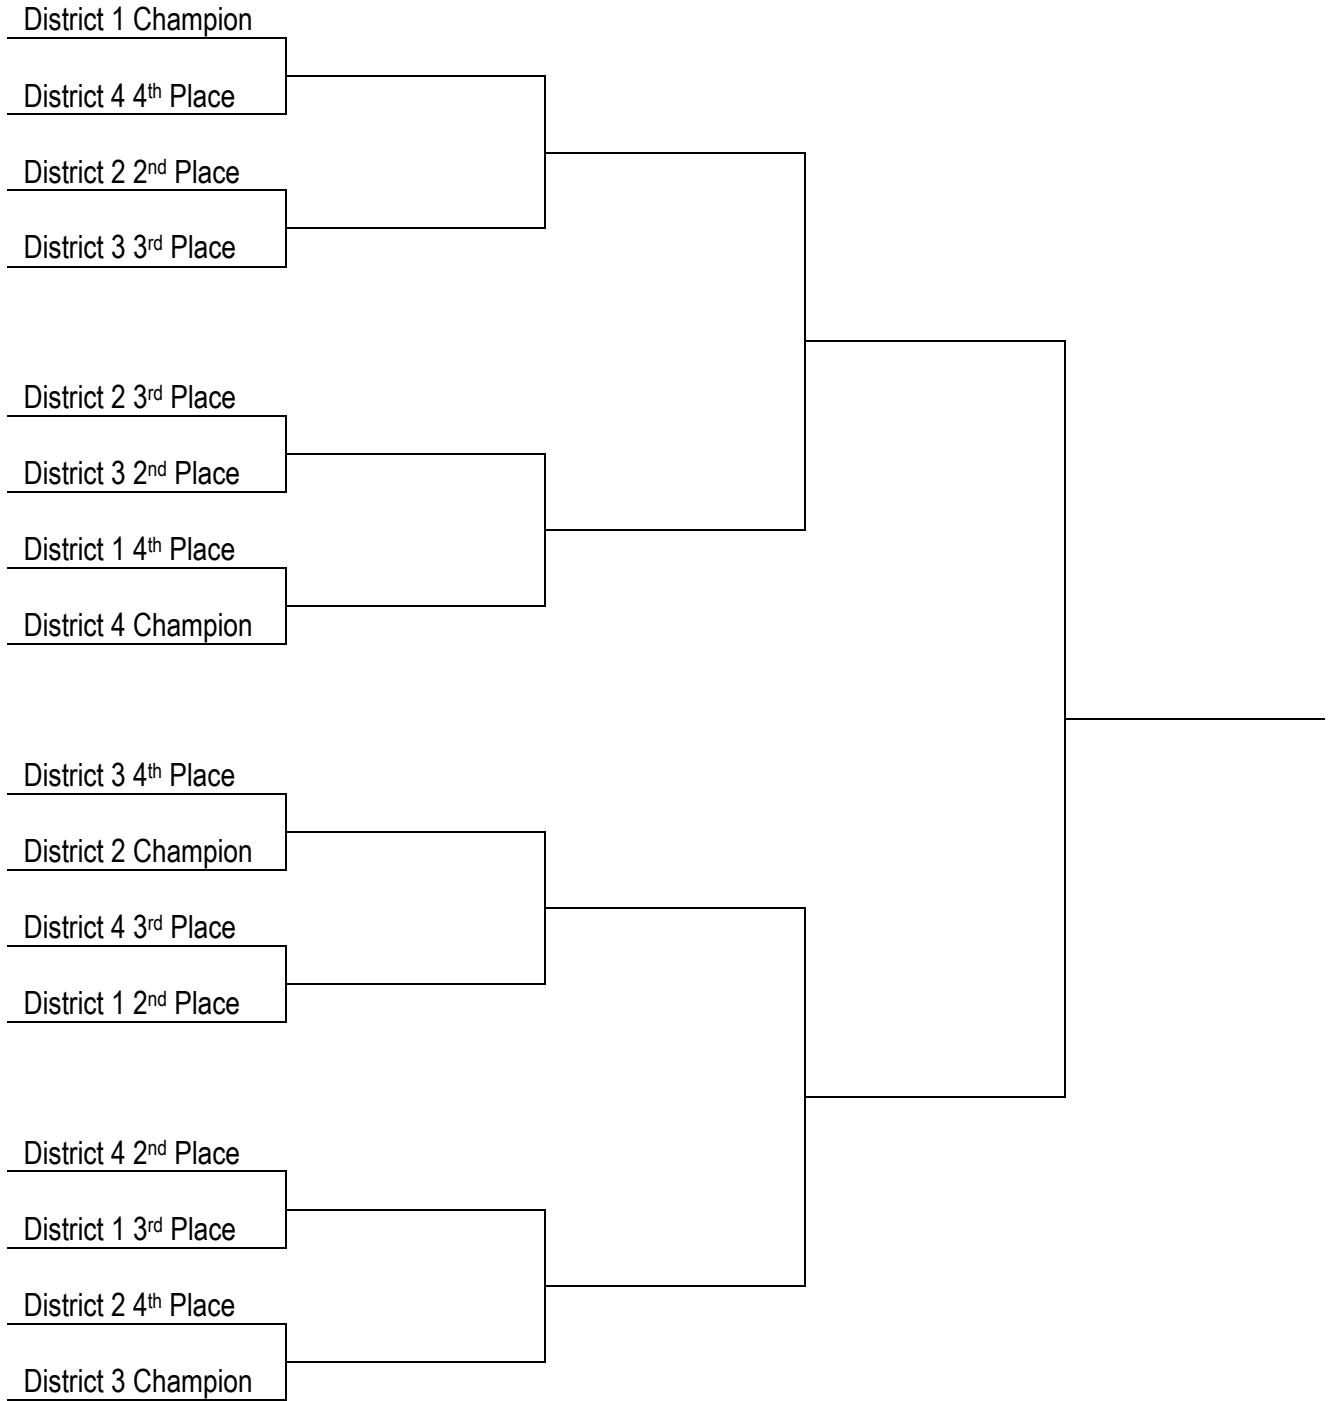 District 1 Champion
District 4 4th Place
District 2 2nd Place
District 3 3rd Place
District 2 3rd Place
District 3 2nd Place
District 1 4th Place
District 4 Champion
District 3 4th Place
District 2 Champion
District 4 3rd Place
District 1 2nd Place
District 4 2nd Place
District 1 3rd Place
District 2 4th Place
District 3 Champion